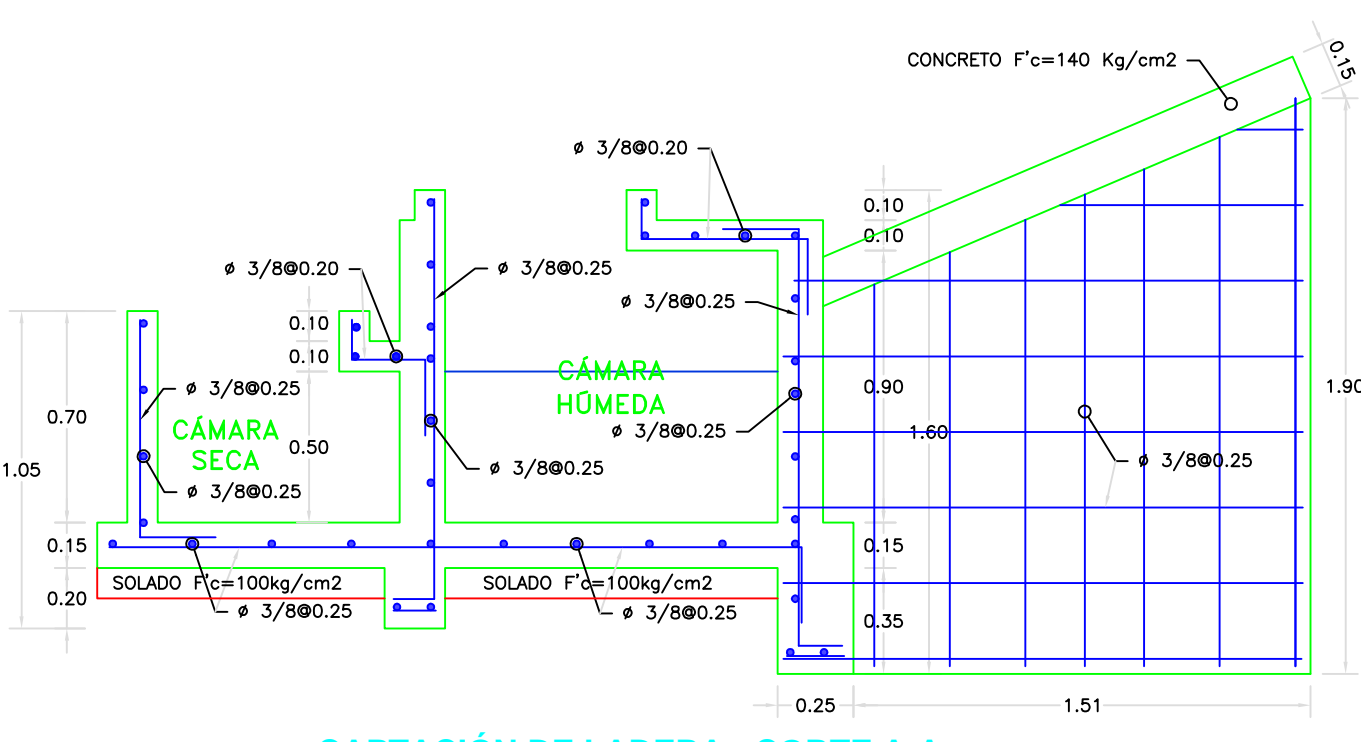 CONCRETO F'c=140 Kg/cm2
0.15
ø 3/8@0.20
0.10
0.10
ø 3/8@0.20
ø 3/8@0.25
ø 3/8@0.25
0.10
0.10
CÁMARA
HÚMEDA
0.90
1.90
ø 3/8@0.25
0.70
CÁMARA
SECA
0.50
ø 3/8@0.25
1.60
1.05
ø 3/8@0.25
ø 3/8@0.25
ø 3/8@0.25
0.15
0.15
0.20
SOLADO F'c=100kg/cm2
SOLADO F'c=100kg/cm2
ø 3/8@0.25
ø 3/8@0.25
0.35
0.25
1.51
CAPTACIÓN DE LADERA - CORTE A-A